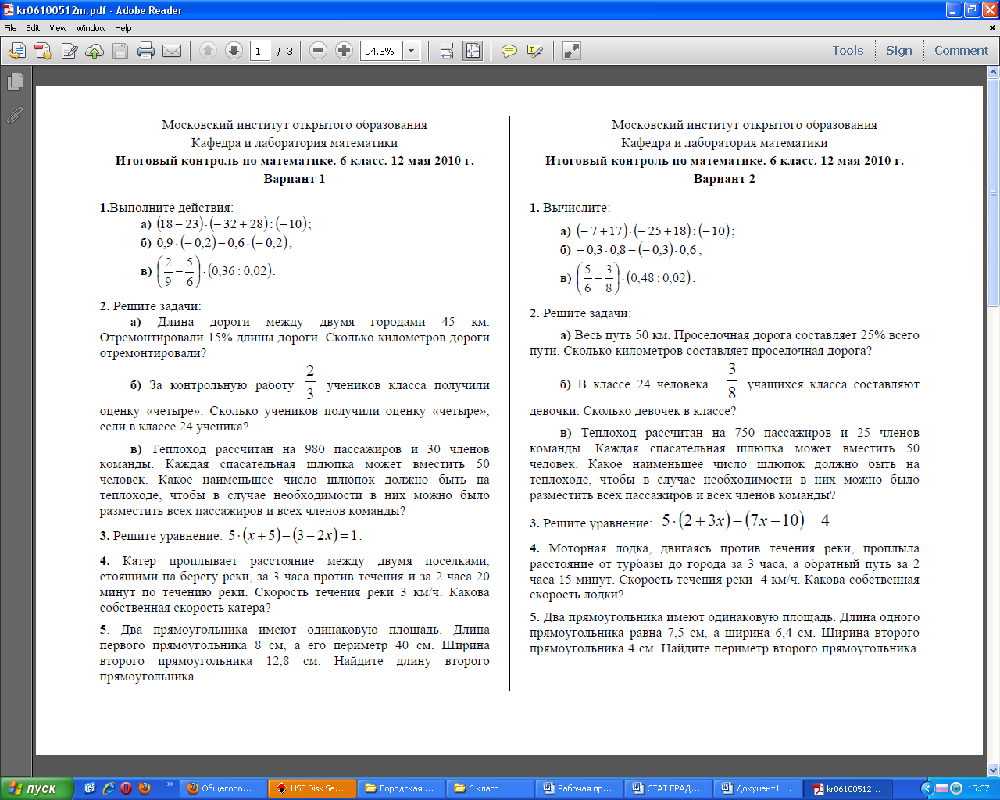 kr06100512m.pdf - Adobe Reader
File Edit View Window Help
1 / 3 94,3% Tools Sign Comment
Московский институт открытого образования
Кафедра и лаборатория математики
Итоговый контроль по математике. 6 класс. 12 мая 2010 г.
Вариант 1
1.Выполните действия:
а) (18 − 23)·(− 32 + 28) : (−10) ;
б) 0,9 · (− 0,2) − 0,6 · (− 0,2) ;
в) (2/9 − 5/6) · (0,36 : 0,02) .
2. Решите задачи:
а) Длина дороги между двумя городами 45 км.
Отремонтировали 15% длины дороги. Сколько километров дороги
отремонтировали?
б) За контрольную работу 2/3 учеников класса получили
оценку «четыре». Сколько учеников получили оценку «четыре»,
если в классе 24 ученика?
в) Теплоход рассчитан на 980 пассажиров и 30 членов
команды. Каждая спасательная шлюпка может вместить 50
человек. Какое наименьшее число шлюпок должно быть на
теплоходе, чтобы в случае необходимости в них можно было
разместить всех пассажиров и всех членов команды?
3. Решите уравнение: 5 · (x + 5) − (3 − 2x) = 1 .
4. Катер проплывает расстояние между двумя поселками,
стоящими на берегу реки, за 3 часа против течения и за 2 часа 20
минут по течению реки. Скорость течения реки 3 км/ч. Какова
собственная скорость катера?
5. Два прямоугольника имеют одинаковую площадь. Длина
первого прямоугольника 8 см, а его периметр 40 см. Ширина
второго прямоугольника 12,8 см. Найдите длину второго
прямоугольника.
Московский институт открытого образования
Кафедра и лаборатория математики
Итоговый контроль по математике. 6 класс. 12 мая 2010 г.
Вариант 2
1. Вычислите:
а) (− 7 + 17)·(− 25 + 18) : (−10) ;
б) − 0,3 · 0,8 − (− 0,3) · 0,6 ;
в) (5/6 − 3/8) · (0,48 : 0,02) .
2. Решите задачи:
а) Весь путь 50 км. Проселочная дорога составляет 25% всего
пути. Сколько километров составляет проселочная дорога?
б) В классе 24 человека. 3/8 учащихся класса составляют
девочки. Сколько девочек в классе?
в) Теплоход рассчитан на 750 пассажиров и 25 членов
команды. Каждая спасательная шлюпка может вместить 50
человек. Какое наименьшее число шлюпок должно быть на
теплоходе, чтобы в случае необходимости в них можно было
разместить всех пассажиров и всех членов команды?
3. Решите уравнение: 5 · (2 + 3x) − (7x − 10) = 4 .
4. Моторная лодка, двигаясь против течения реки, проплыла
расстояние от турбазы до города за 3 часа, а обратный путь за 2
часа 15 минут. Скорость течения реки 4 км/ч. Какова собственная
скорость лодки?
5. Два прямоугольника имеют одинаковую площадь. Длина одного
прямоугольника равна 7,5 см, а ширина 6,4 см. Ширина второго
прямоугольника 4 см. Найдите периметр второго прямоугольника.
пуск » Общегоро... USB Disk Se... Городская ... 6 класс Рабочая пр... СТАТ ГРАД... Документ1 ... kr06100512... 15:37